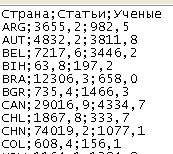 Страна;Статьи;Ученые
ARG;3655,2;982,5
AUT;4832,2;3811,8
BEL;7217,6;3446,2
BIH;63,8;197,2
BRA;12306,3;658,0
BGR;735,4;1466,3
CAN;29016,9;4334,7
CHL;1867,8;333,7
CHN;74019,2;1077,1
COL;608,4;156,1